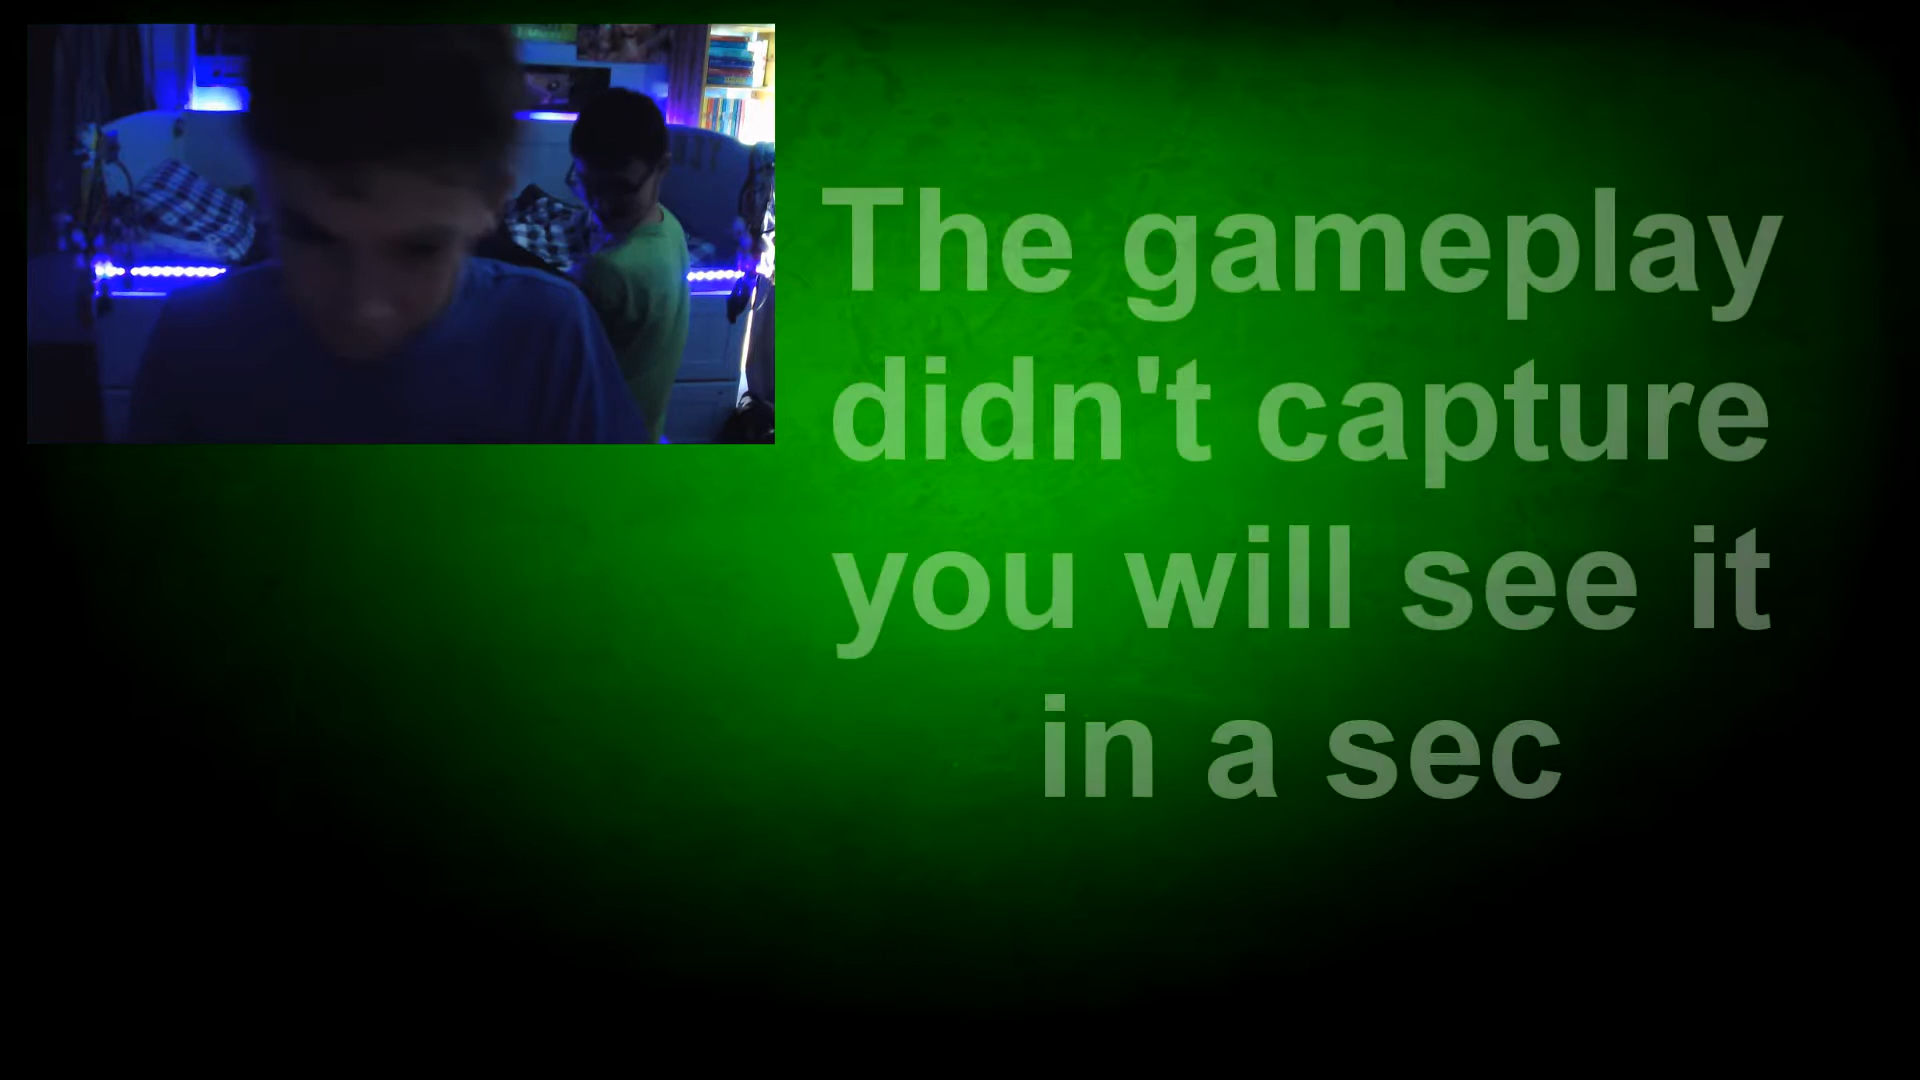 The gameplay
didn't capture
you will see it
in a sec